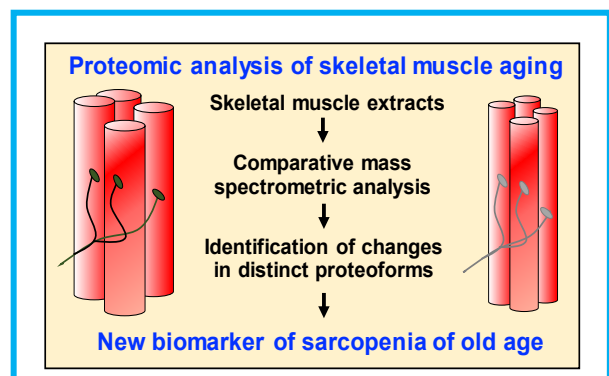 Proteomic analysis of skeletal muscle aging
Skeletal muscle extracts
Comparative mass
spectrometric analysis
Identification of changes
in distinct proteoforms
New biomarker of sarcopenia of old age